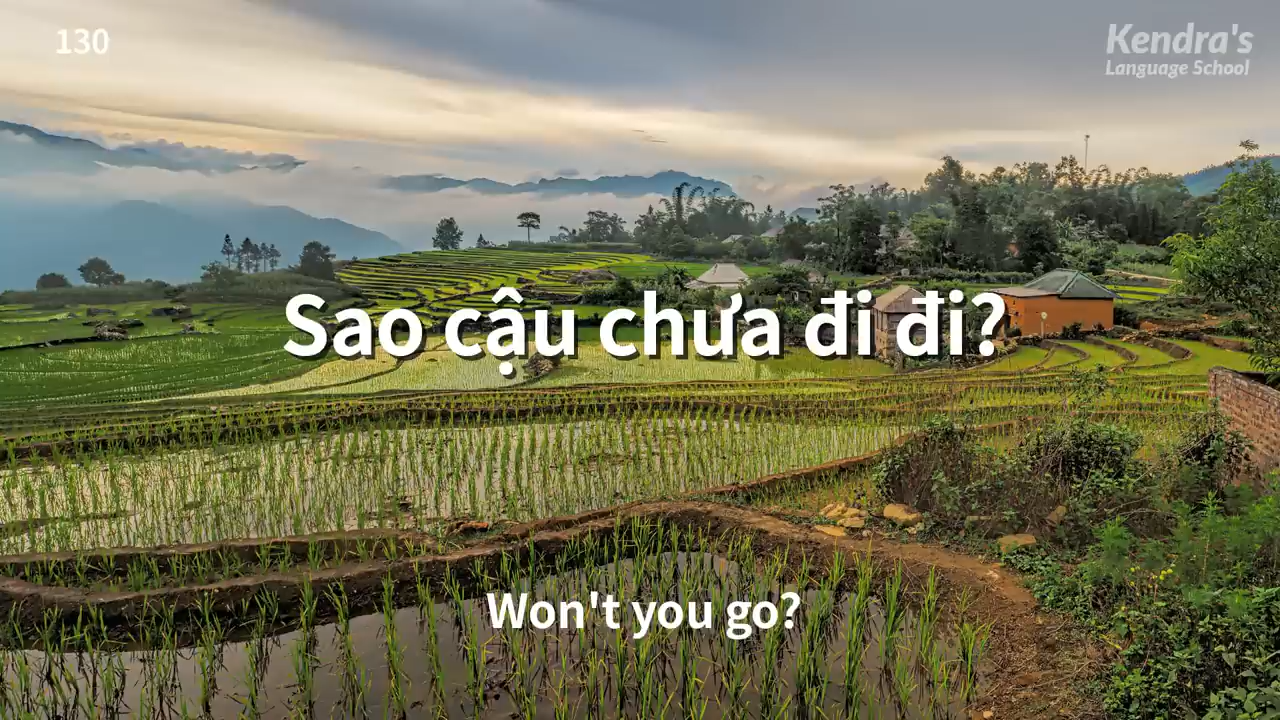 130
Kendra's
Language School
Sao cậu chưa đi đi?
Won't you go?